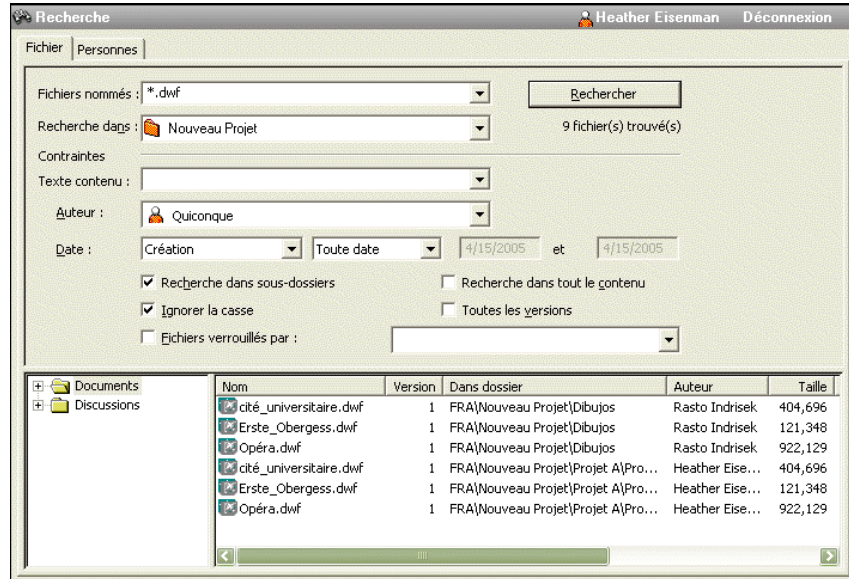 Recherche Heather Eisenman Déconnexion
Fichier Personnes
Fichiers nommés : *.dwf Rechercher
Recherche dans : Nouveau Projet 9 fichier(s) trouvé(s)
Contraintes
Texte contenu :
Auteur : Quiconque
Date : Création Toute date 4/15/2005 et 4/15/2005
Recherche dans sous-dossiers Recherche dans tout le contenu
Ignorer la casse Toutes les versions
Fichiers verrouillés par :
Documents
Discussions
Nom Version Dans dossier Auteur Taille
cité_universitaire.dwf 1 FRA\Nouveau Projet\Dibujos Rasto Indrisek 404,696
Erste_Obergess.dwf 1 FRA\Nouveau Projet\Dibujos Rasto Indrisek 121,348
Opéra.dwf 1 FRA\Nouveau Projet\Dibujos Rasto Indrisek 922,129
cité_universitaire.dwf 1 FRA\Nouveau Projet\Projet A\Pro... Heather Eise... 404,696
Erste_Obergess.dwf 1 FRA\Nouveau Projet\Projet A\Pro... Heather Eise... 121,348
Opéra.dwf 1 FRA\Nouveau Projet\Projet A\Pro... Heather Eise... 922,129